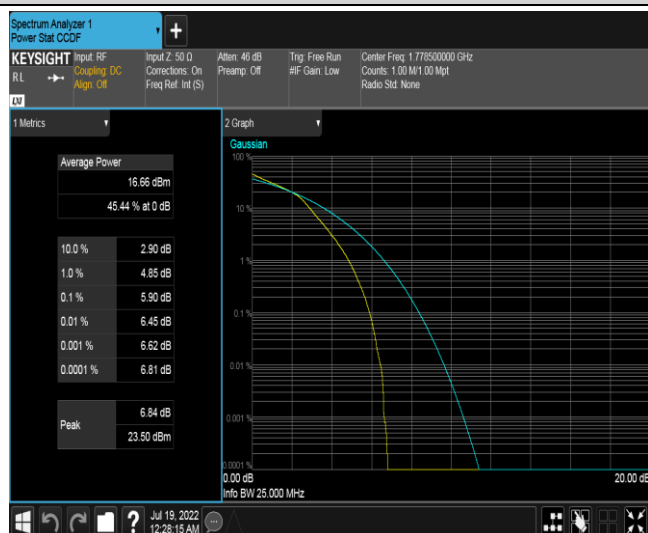 Spectrum Analyzer 1
Power Stat CCDF
+
KEYSIGHT
RL
LXI
Input: RF
Coupling: DC
Align: Off
Input Z: 50 Ω
Corrections: On
Freq Ref: Int (S)
Atten: 46 dB
Preamp: Off
Trig: Free Run
#IF Gain: Low
Center Freq: 1.778500000 GHz
Counts: 1.00 M/1.00 Mpt
Radio Std: None
1 Metrics
Average Power
16.66 dBm
45.44 % at 0 dB
10.0 % 2.90 dB
1.0 % 4.85 dB
0.1 % 5.90 dB
0.01 % 6.45 dB
0.001 % 6.62 dB
0.0001 % 6.81 dB
Peak
6.84 dB
23.50 dBm
2 Graph
Gaussian
100 %
10 %
1 %
0.1 %
0.01 %
0.001 %
0.0001 %
0.00 dB
20.00 dB
Info BW 25.000 MHz
?
Jul 19, 2022
12:28:15 AM